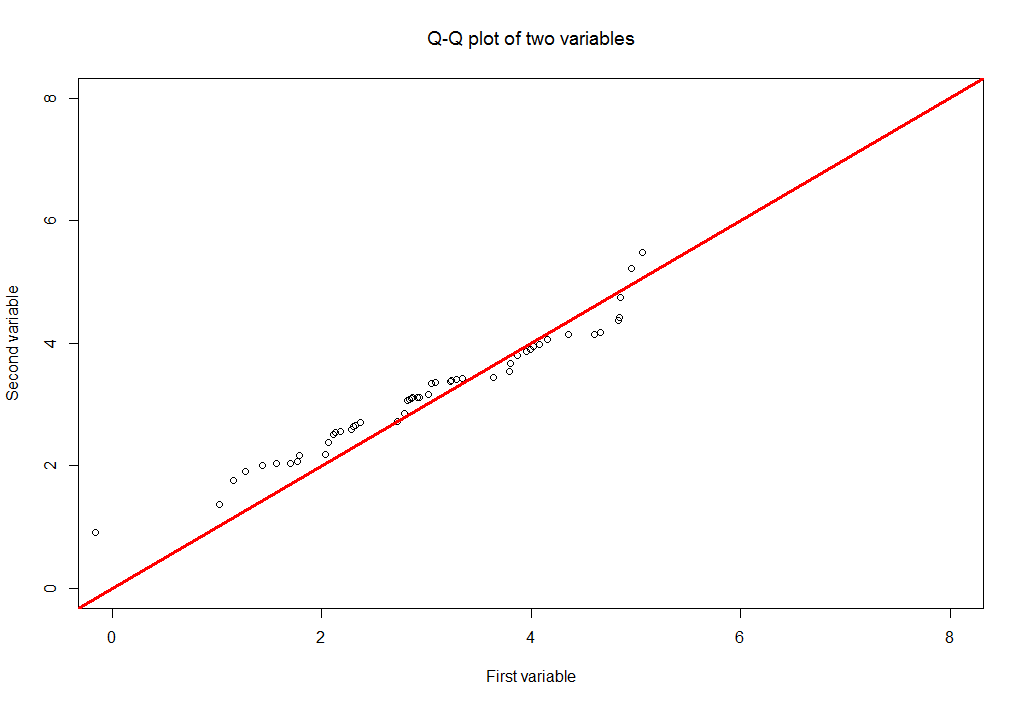 Q-Q plot of two variables
8
6
4
2
0
Second variable
0 2 4 6 8
First variable